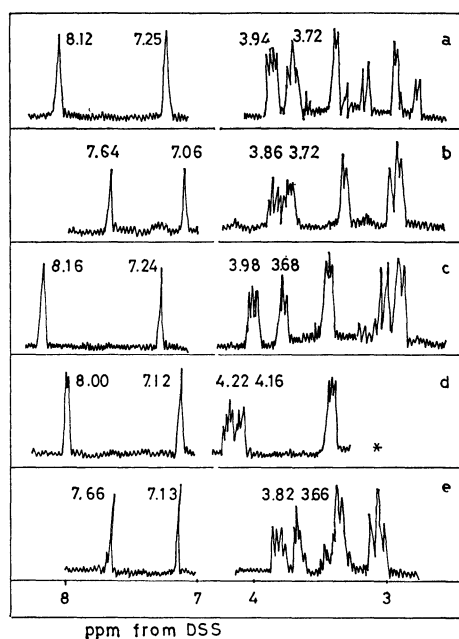 8.12 7.25 3.94 3.72 a
7.64 7.06 3.86 3.72 b
8.16 7.24 3.98 3.68 c
8.00 7.12 4.22 4.16 d
*
7.66 7.13 3.82 3.66 e
8 7 4 3
ppm from DSS